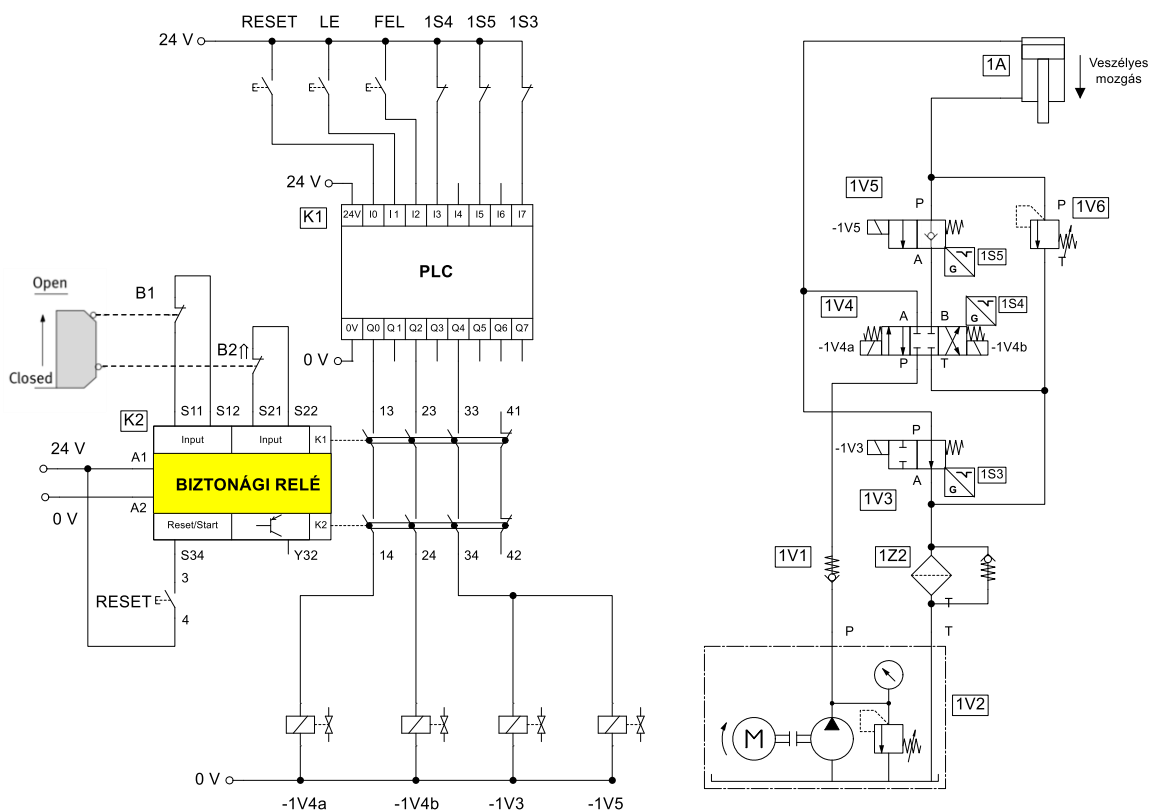 RESET LE FEL 1S4 1S5 1S3
24 V
E E E
24 V
K1
24V I0 I1 I2 I3 I4 I5 I6 I7
PLC
0V Q0 Q1 Q2 Q3 Q4 Q5 Q6 Q7
0 V
Open
Closed
B1
B2
S11 S12 S21 S22
13 23 33 41
K2
Input Input K1
24 V
A1
BIZTONÁGI RELÉ
A2
0 V
Reset/Start K2
S34 Y32
14 24 34 42
3
RESET E
4
0 V
-1V4a -1V4b -1V3 -1V5
1A
Veszélyes
mozgás
1V5
P
-1V5
A
G
1S5
P
1V6
T
1V4
A B
G
1S4
-1V4a
-1V4b
P T
P
-1V3
A
G
1S3
1V3
1V1
1Z2
T
P T
M
1V2